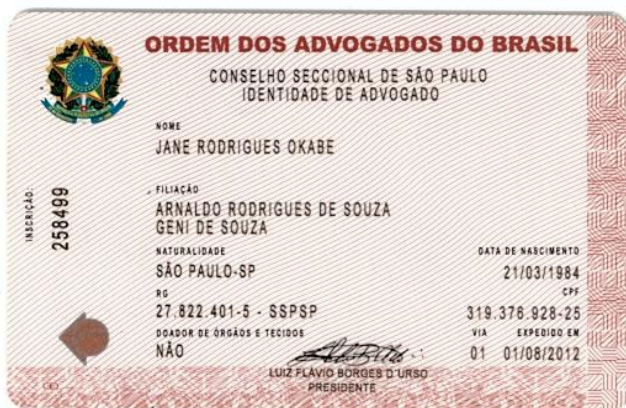 ORDEM DOS ADVOGADOS DO BRASIL
CONSELHO SECCIONAL DE SÃO PAULO
IDENTIDADE DE ADVOGADO
NOME
JANE RODRIGUES OKABE
FILIAÇÃO
ARNALDO RODRIGUES DE SOUZA
GENI DE SOUZA
NATURALIDADE DATA DE NASCIMENTO
SÃO PAULO-SP 21/03/1984
RG CPF
27.822.401-5 - SSPSP 319.376.928-25
DOADOR DE ÓRGÃOS E TECIDOS VIA EXPEDIDO EM
NÃO 01 01/08/2012
LUIZ FLÁVIO BORGES D'URSO
PRESIDENTE
INSCRIÇÃO:
258499